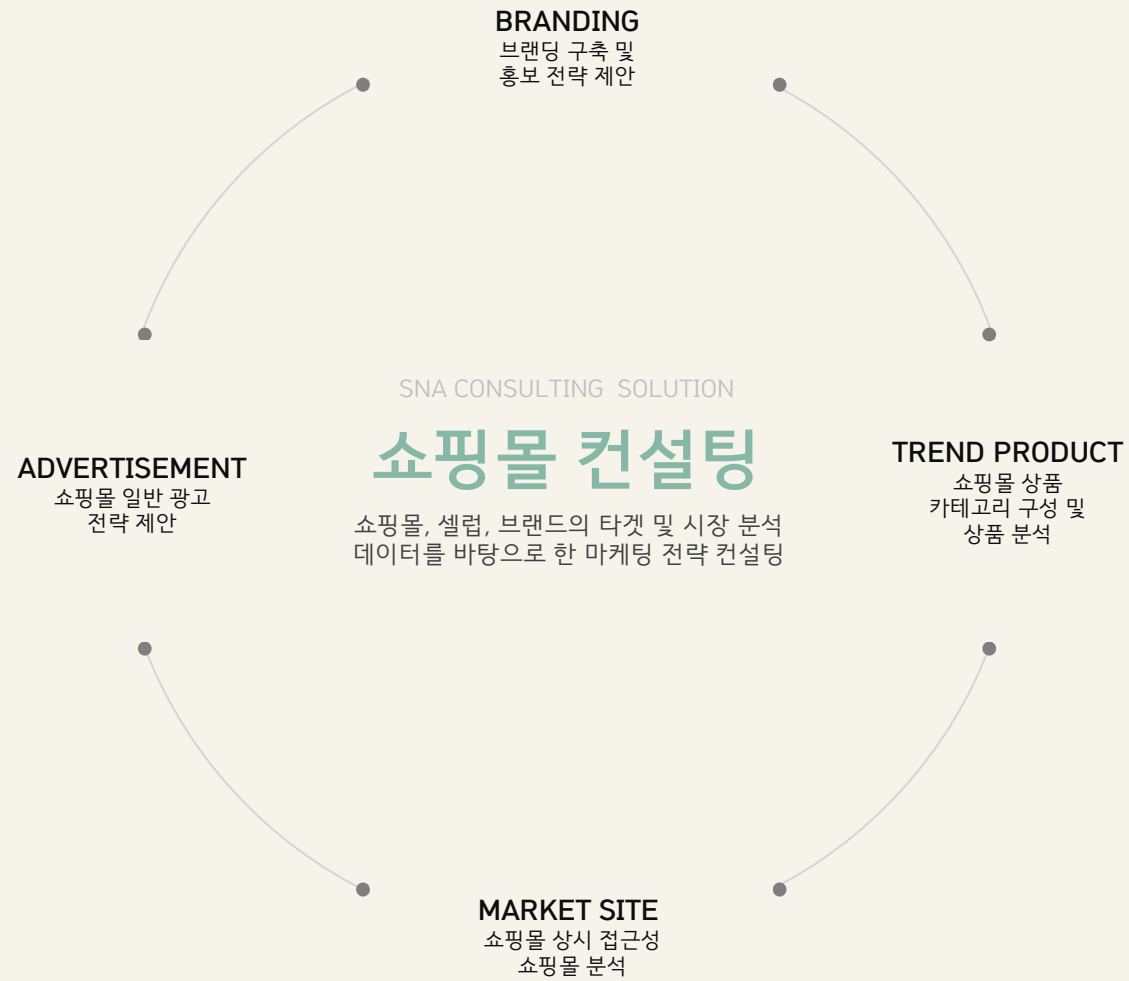 BRANDING
브랜딩 구축 및
홍보 전략 제안
SNA CONSULTING SOLUTION
쇼핑몰 컨설팅
쇼핑몰, 셀럽, 브랜드의 타겟 및 시장 분석
데이터를 바탕으로 한 마케팅 전략 컨설팅
ADVERTISEMENT
쇼핑몰 일반 광고
전략 제안
TREND PRODUCT
쇼핑몰 상품
카테고리 구성 및
상품 분석
MARKET SITE
쇼핑몰 상시 접근성
쇼핑몰 분석